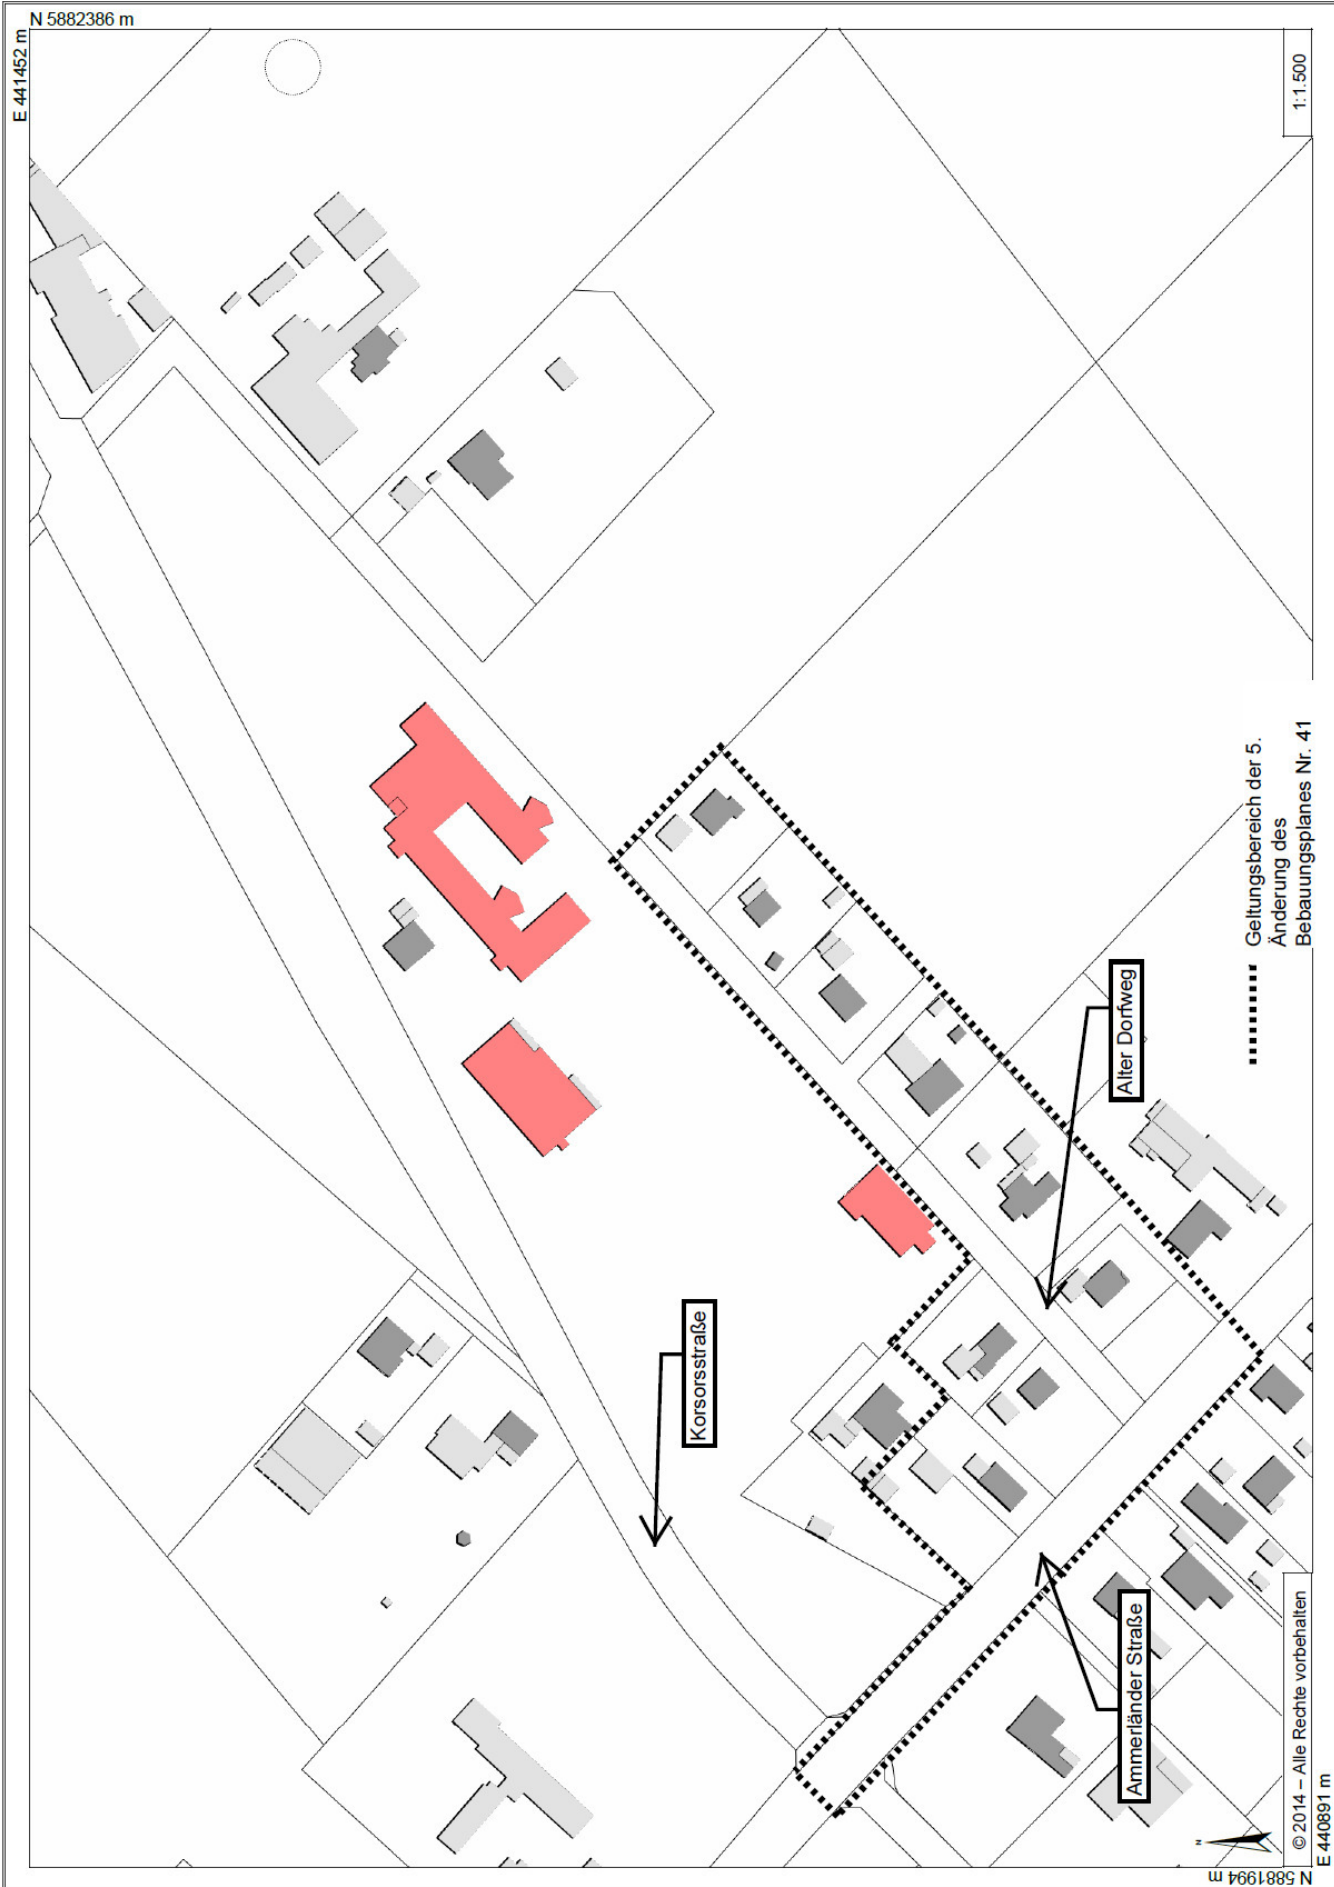 N 5882386 m
E 441452 m
1:1.500
Korsorsstraße
Alter Dorfweg
Ammerländer Straße
Geltungsbereich der 5.
Änderung des
Bebauungsplanes Nr. 41
N
© 2014 – Alle Rechte vorbehalten
N 5881994 m
E 440891 m